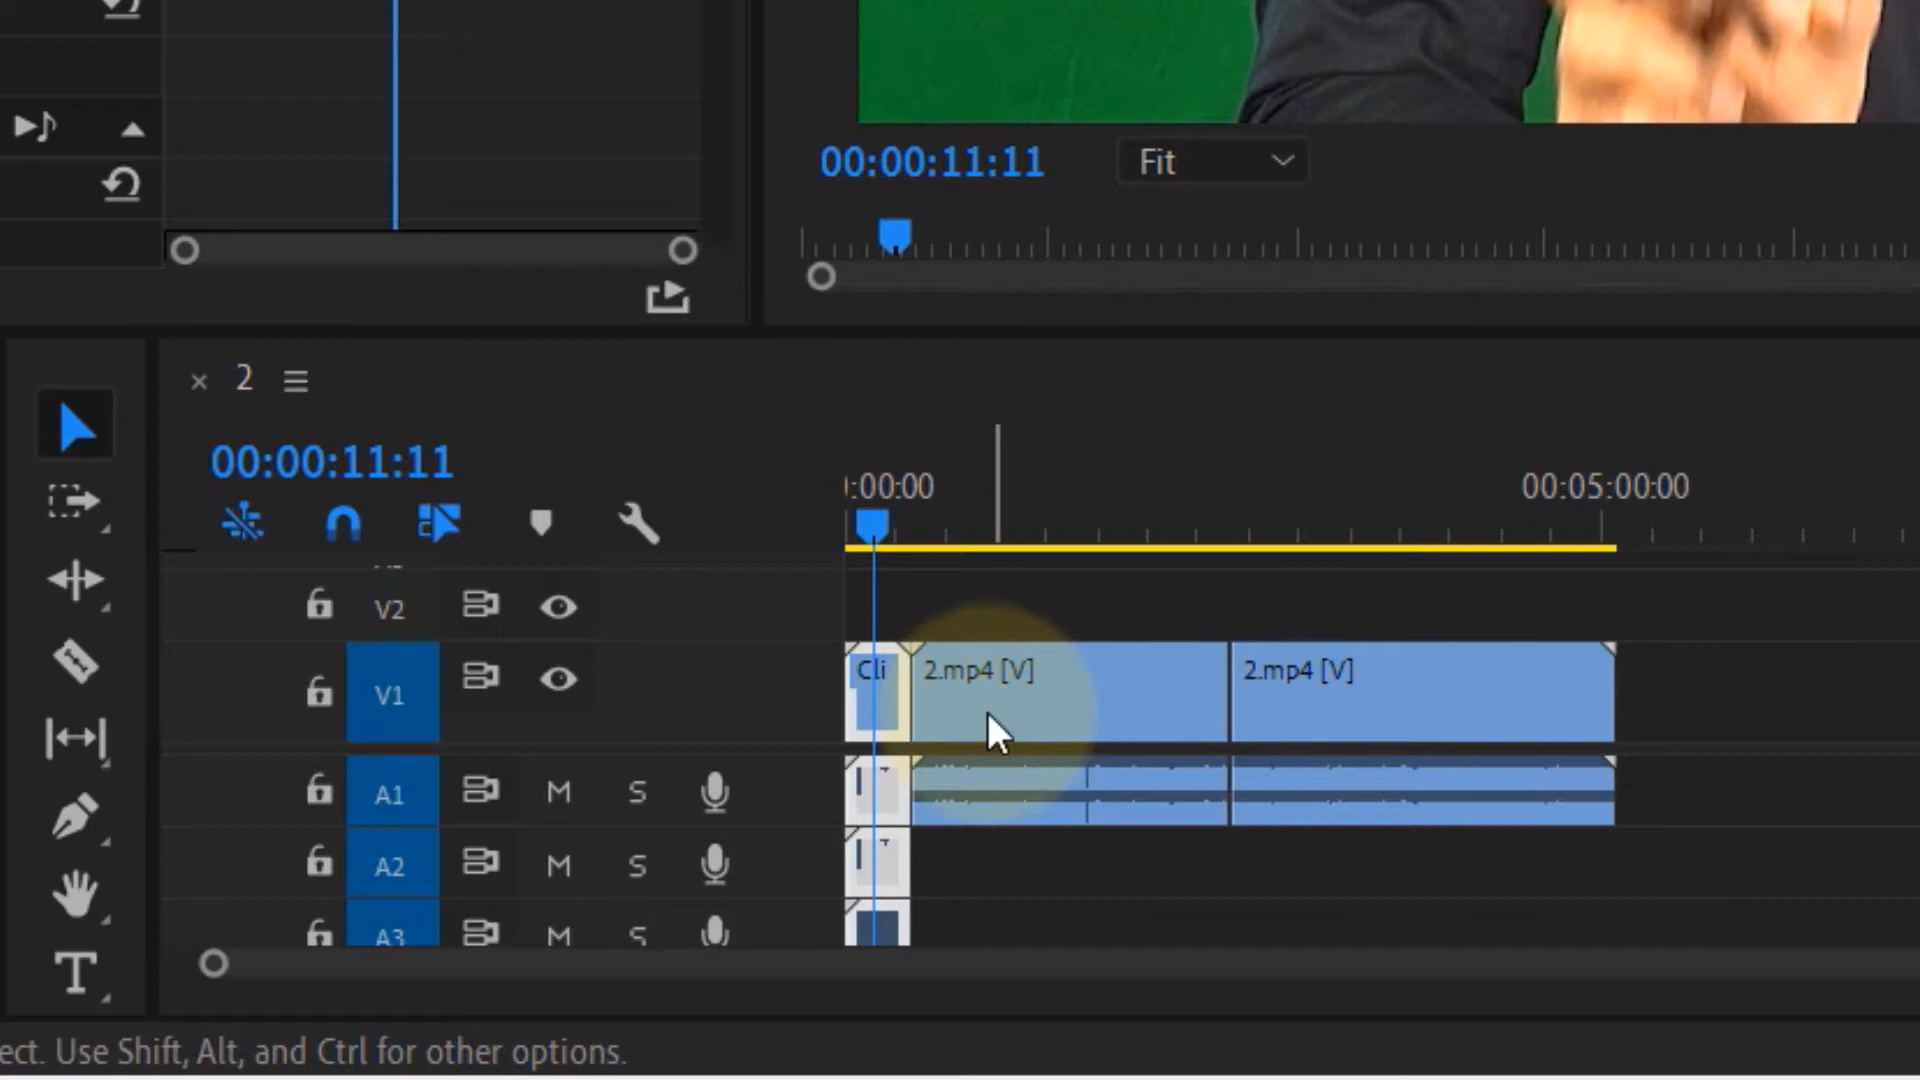 00:00:11:11 Fit
× 2
00:00:11:11
:00:00 00:05:00:00
V2
Cli 2.mp4 [V] 2.mp4 [V]
V1
A1 M S
A2 M S
A3 M S
ect. Use Shift, Alt, and Ctrl for other options.